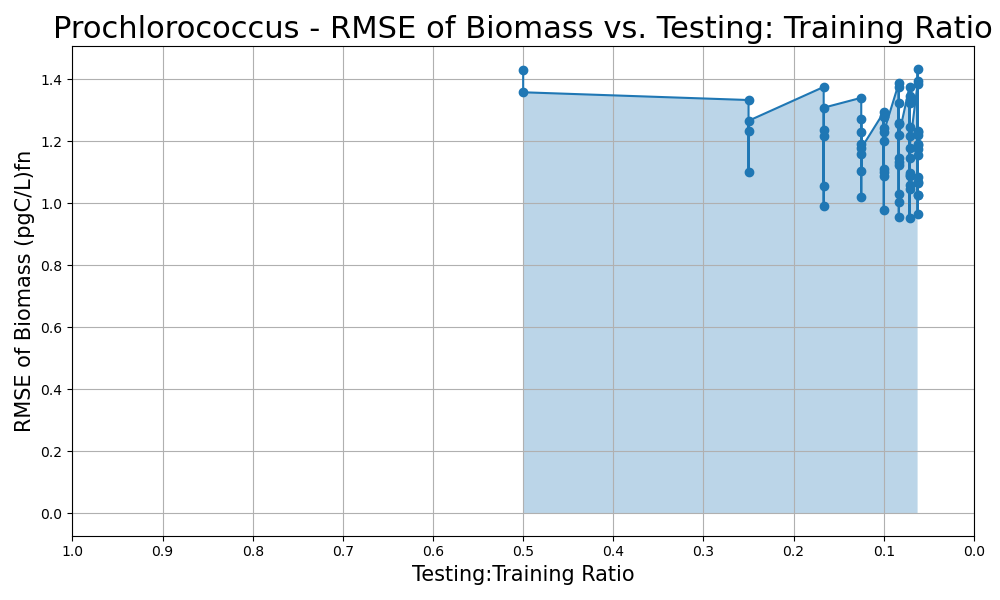 Prochlorococcus - RMSE of Biomass vs. Testing: Training Ratio
RMSE of Biomass (pgC/L)fn
1.4
1.2
1.0
0.8
0.6
0.4
0.2
0.0
1.0 0.9 0.8 0.7 0.6 0.5 0.4 0.3 0.2 0.1 0.0
Testing:Training Ratio